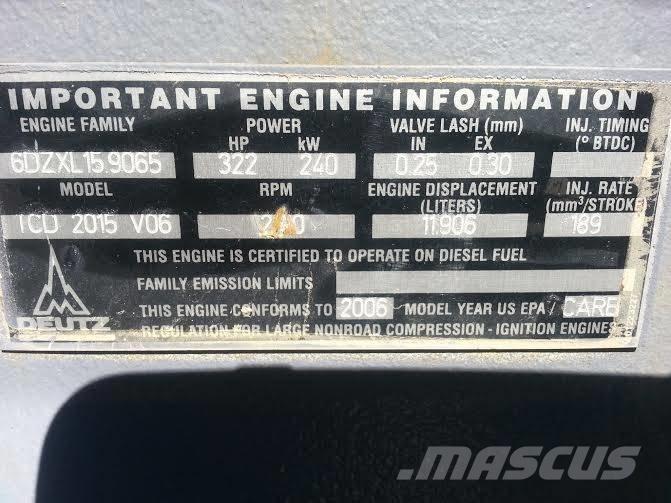 IMPORTANT ENGINE INFORMATION
ENGINE FAMILY POWER VALVE LASH (mm) INJ. TIMING
HP kW IN EX (° BTDC)
6DZXL15.9065 322 240 0.25 0.30
MODEL RPM ENGINE DISPLACEMENT INJ. RATE
(LITERS) (mm³/STROKE)
TCD 2015 V06 11.906 189
THIS ENGINE IS CERTIFIED TO OPERATE ON DIESEL FUEL
FAMILY EMISSION LIMITS
THIS ENGINE CONFORMS TO 2006 MODEL YEAR US EPA / CARB
DEUTZ REGULATION FOR LARGE NONROAD COMPRESSION - IGNITION ENGINES
MASCUS